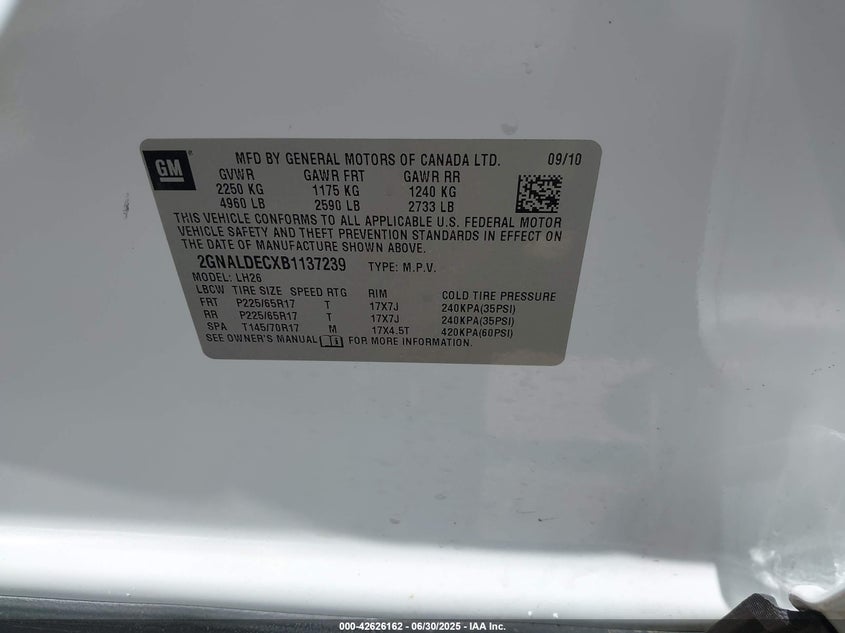 GM
MFD BY GENERAL MOTORS OF CANADA LTD. 09/10
GVWR GAWR FRT GAWR RR
2250 KG 1175 KG 1240 KG
4960 LB 2590 LB 2733 LB
THIS VEHICLE CONFORMS TO ALL APPLICABLE U.S. FEDERAL MOTOR
VEHICLE SAFETY AND THEFT PREVENTION STANDARDS IN EFFECT ON
THE DATE OF MANUFACTURE SHOWN ABOVE.
2GNALDECXB1137239 TYPE: M.P.V.
MODEL: LH26
LBCW TIRE SIZE SPEED RTG RIM COLD TIRE PRESSURE
FRT P225/65R17 T 17X7J 240KPA(35PSI)
RR P225/65R17 T 17X7J 240KPA(35PSI)
SPA T145/70R17 M 17X4.5T 420KPA(60PSI)
SEE OWNER'S MANUAL FOR MORE INFORMATION.
000-42626162 - 06/30/2025 - IAA Inc.